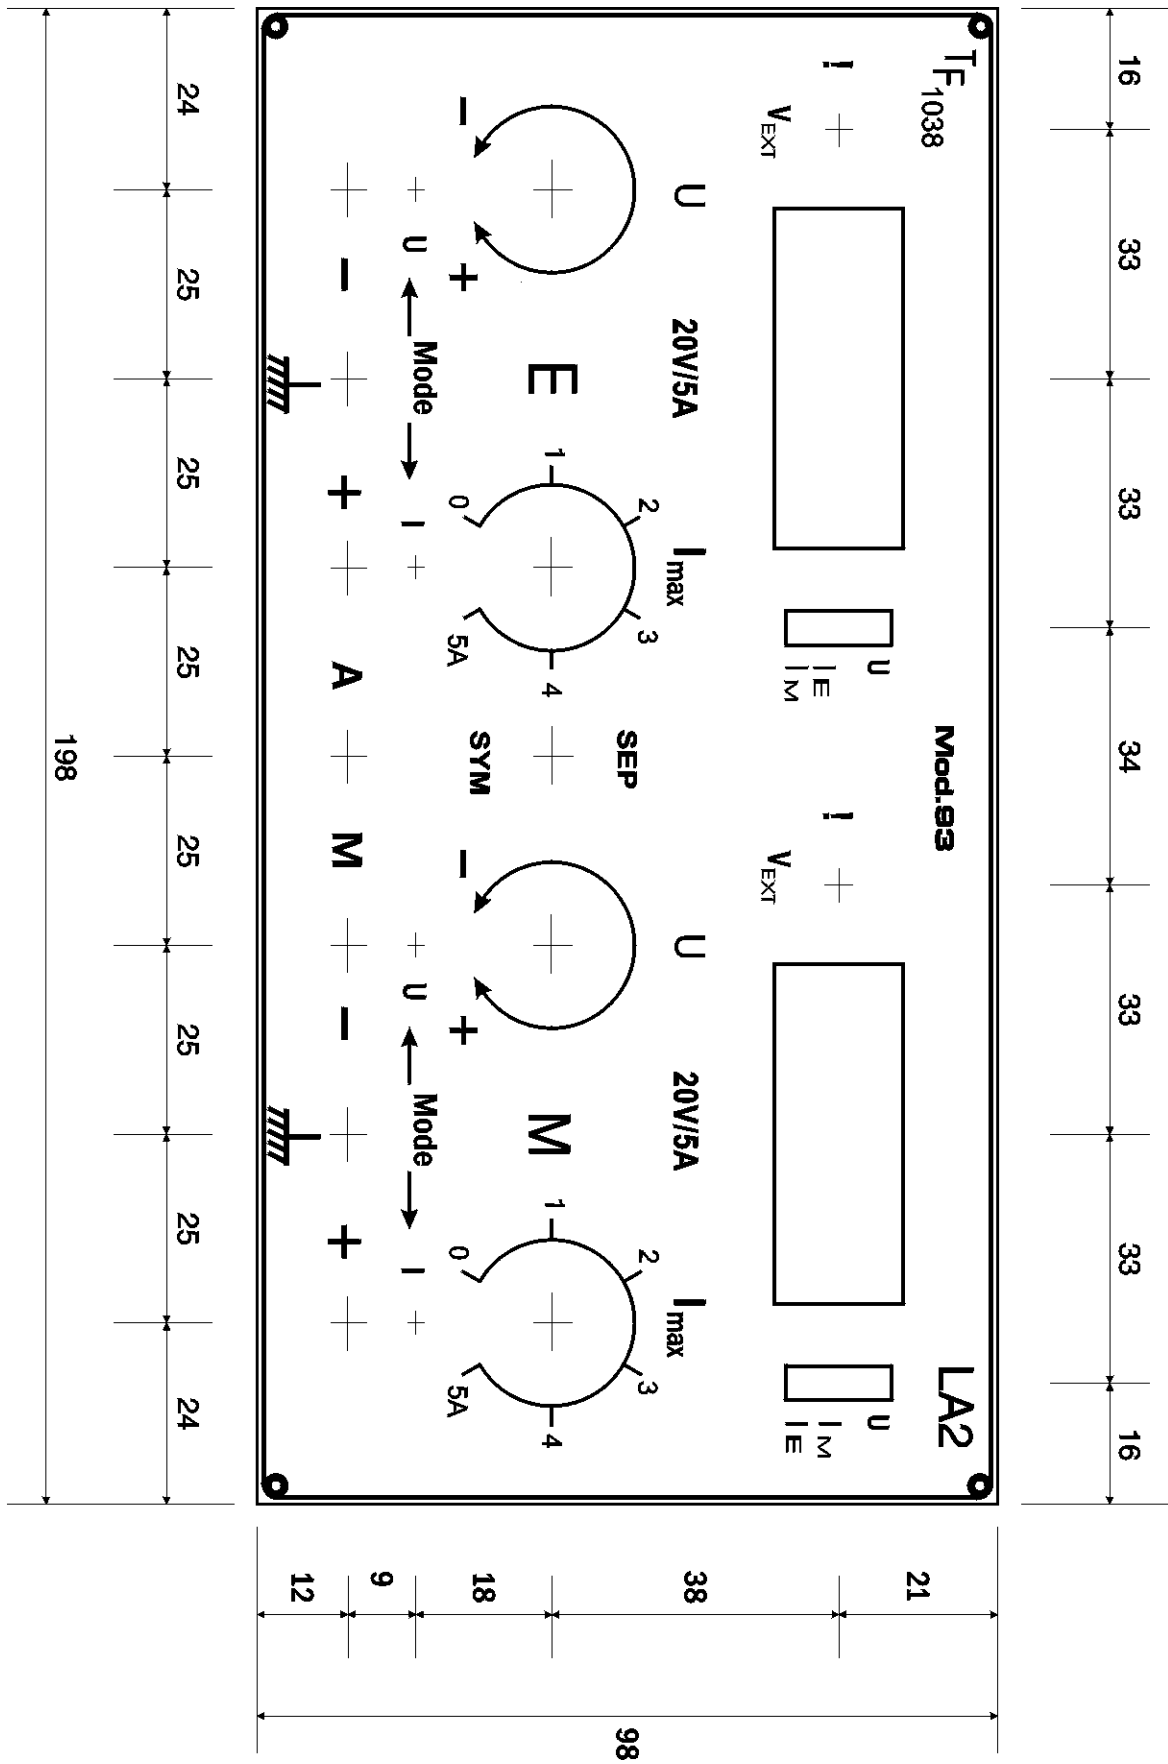 16 33 33 34 33 33 16
TF1038
Mod.93
LA2
!
VEXT
U
IE
IM
!
VEXT
U
IM
IE
21
U
20V/5A
Imax
U
20V/5A
Imax
38
2
3
SEP
2
3
E
1
4
M
1
4
- +
0
5A
SYM
- +
0
5A
18
U Mode I
U Mode I
9
- + A M - +
12
98
24 25 25 25 25 25 25 24
198